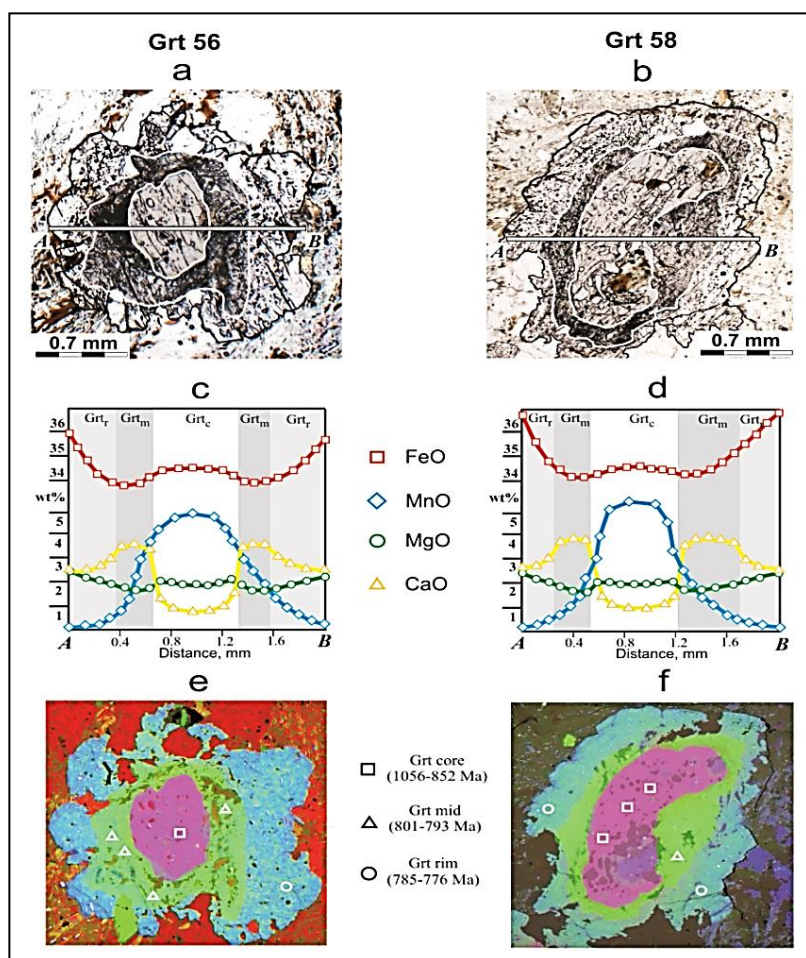 Grt 56
Grt 58
a
b
A
B
A
B
0.7 mm
0.7 mm
c
d
Grtr
Grtm
Grtc
Grtm
Grtr
Grtr
Grtm
Grtc
Grtm
Grtr
36
35
34
wt%
5
4
3
2
1
A
0.4
0.8
1.2
1.6
B
Distance, mm
FeO
MnO
MgO
CaO
36
35
34
wt%
5
4
3
2
1
A
0.4
0.8
1.2
1.6
B
Distance, mm
e
f
Grt core
(1056-852 Ma)
Grt mid
(801-793 Ma)
Grt rim
(785-776 Ma)